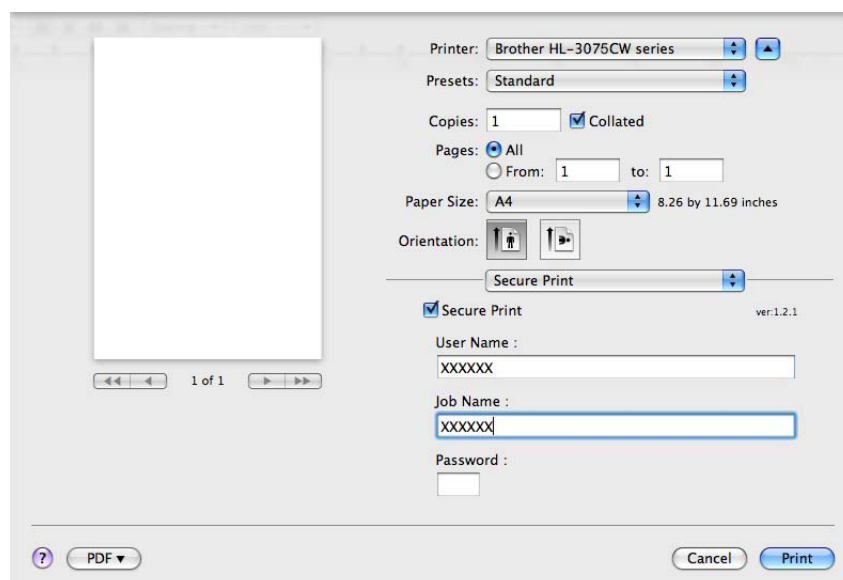 Printer: Brother HL-3075CW series
Presets: Standard
Copies: 1 Collated
Pages: All
From: 1 to: 1
Paper Size: A4 8.26 by 11.69 inches
Orientation:
Secure Print
Secure Print ver:1.2.1
User Name :
XXXXXX
Job Name :
XXXXXX
Password :
1 of 1
? PDF▼ Cancel Print